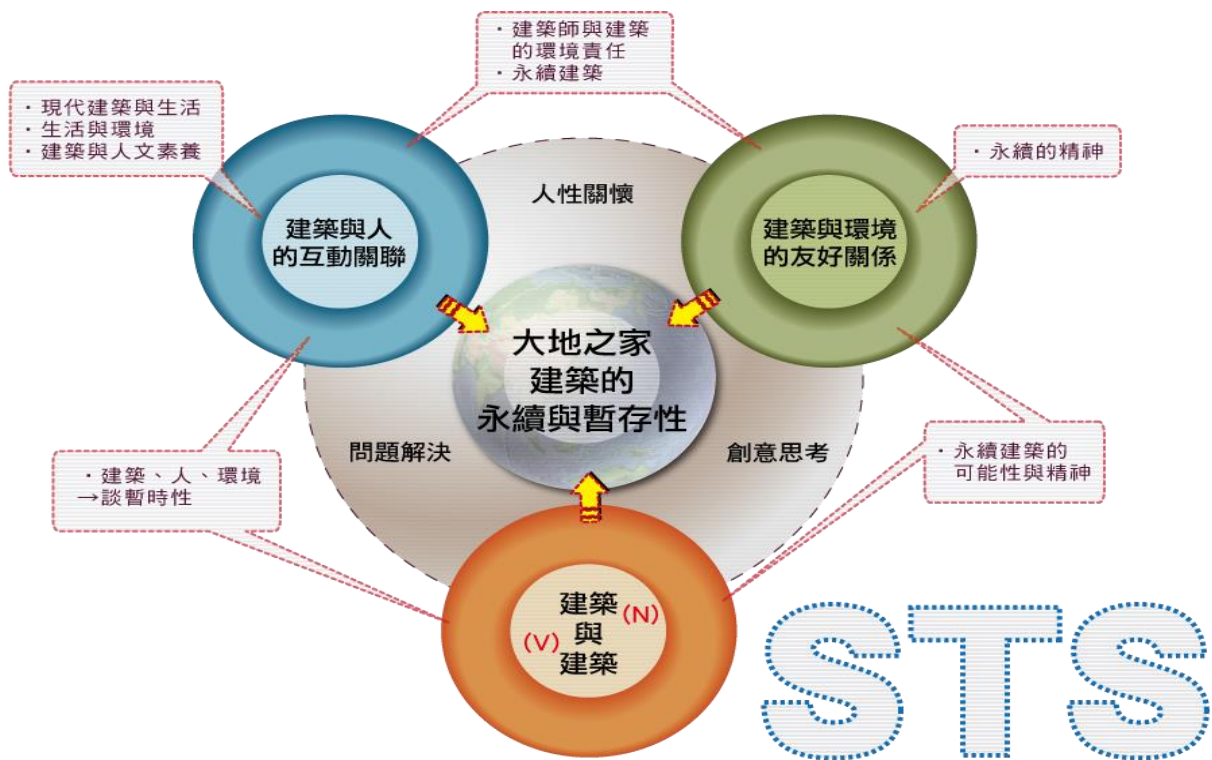 ・建築師與建築
的環境責任
・永續建築
・現代建築與生活
・生活與環境
・建築與人文素養
・永續的精神
人性關懷
建築與人
的互動關聯
建築與環境
的友好關係
大地之家
建築的
永續與暫存性
問題解決
創意思考
・建築、人、環境
→談暫時性
・永續建築的
可能性與精神
建築(N)
與
(V)建築
STS